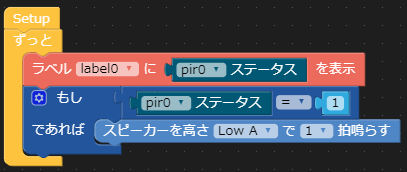 Setup
ずっと
ラベル label0 に pir0 ステータス を表示
もし pir0 ステータス = 1
であれば スピーカーを高さ Low A で 1 拍鳴らす